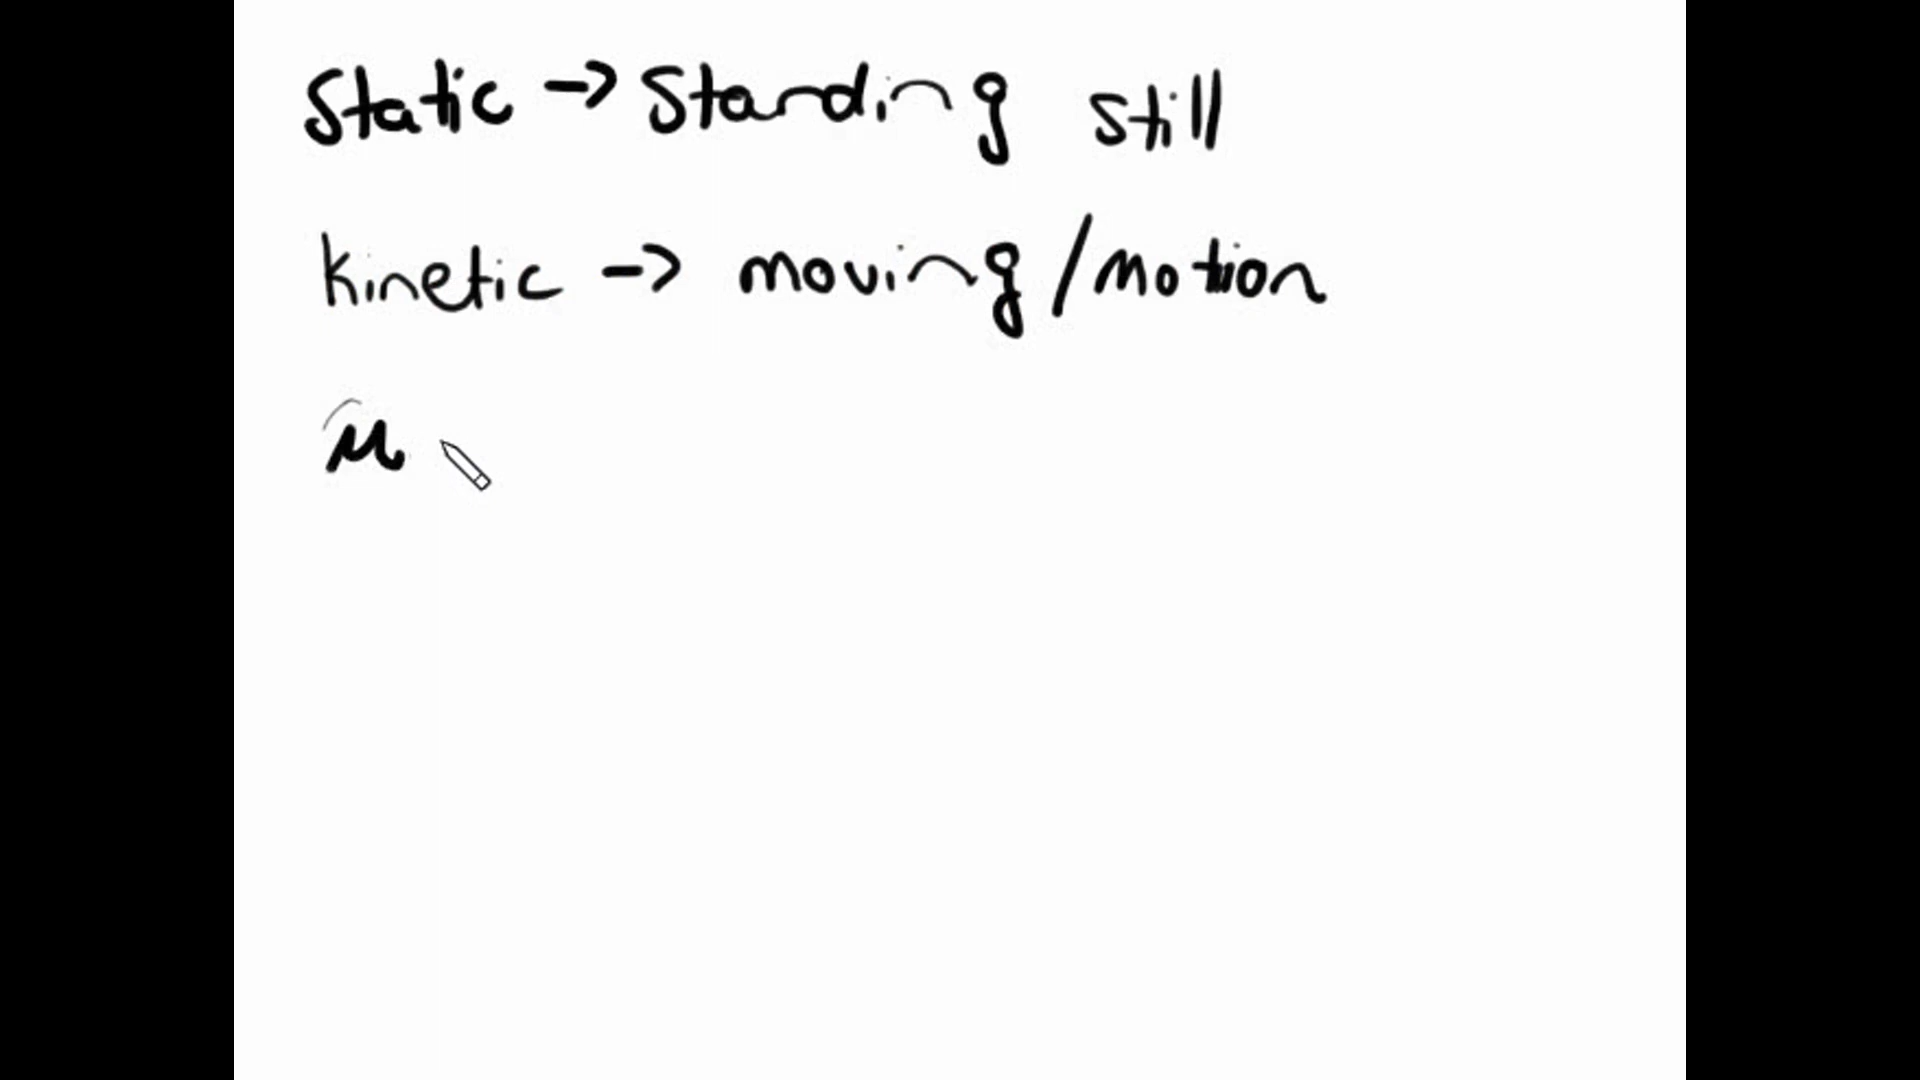 Static → Standing still
Kinetic → moving/Motion
μ